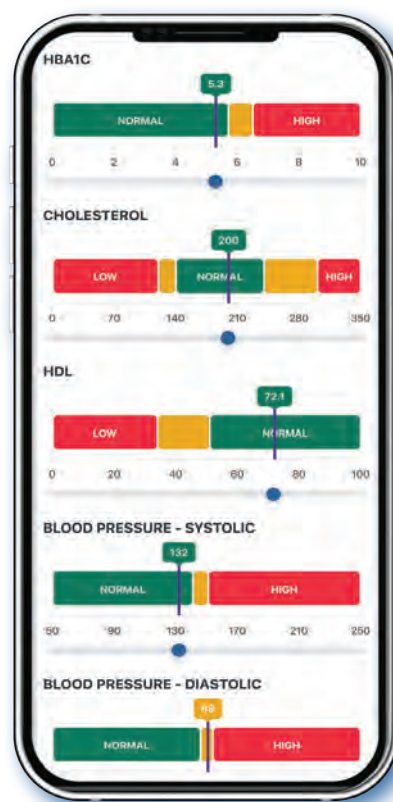 HBA1C
5.3
NORMAL HIGH
0 2 4 6 8 10
CHOLESTEROL
200
LOW NORMAL HIGH
0 70 140 210 280 350
HDL
72.1
LOW NORMAL
0 20 40 60 80 100
BLOOD PRESSURE - SYSTOLIC
132
NORMAL HIGH
50 90 130 170 210 250
BLOOD PRESSURE - DIASTOLIC
NORMAL HIGH